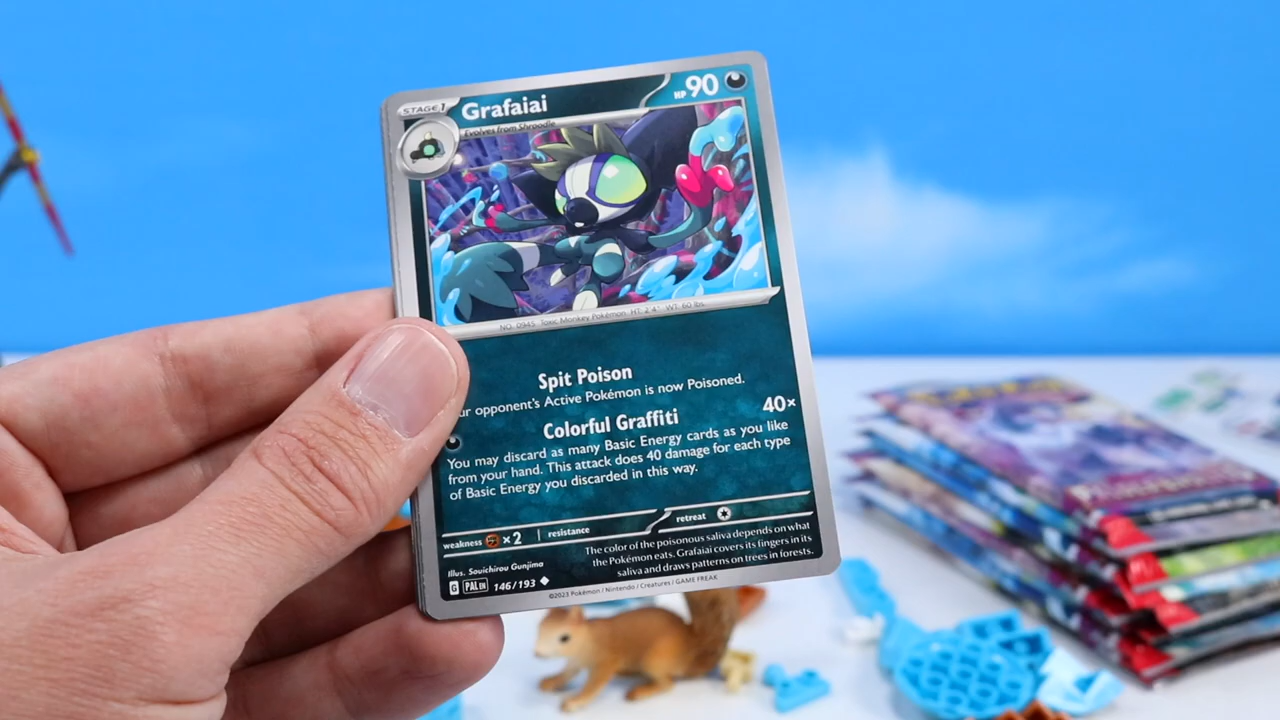 STAGE 1
Grafaiai
HP 90
Evolves from Shroodle
NO. 0945 Toxic Monkey Pokémon HT: 2'4" WT: 60 lbs.
Spit Poison
ur opponent's Active Pokémon is now Poisoned.
Colorful Graffiti 40×
You may discard as many Basic Energy cards as you like
from your hand. This attack does 40 damage for each type
of Basic Energy you discarded in this way.
weakness ×2 resistance
retreat
The color of the poisonous saliva depends on what
the Pokémon eats. Grafaiai covers its fingers in its
saliva and draws patterns on trees in forests.
Illus. Souichirou Gunjima
G PAL EN 146/193
©2023 Pokémon / Nintendo / Creatures / GAME FREAK